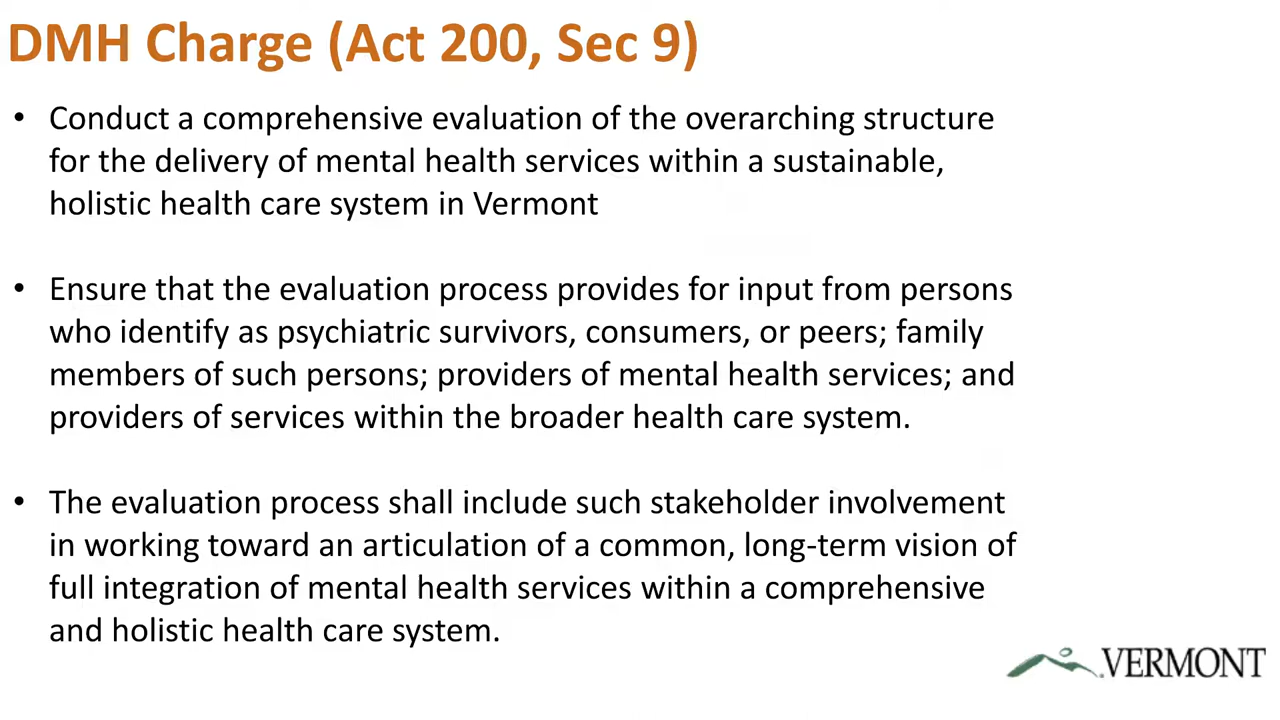 DMH Charge (Act 200, Sec 9)
• Conduct a comprehensive evaluation of the overarching structure
for the delivery of mental health services within a sustainable,
holistic health care system in Vermont
• Ensure that the evaluation process provides for input from persons
who identify as psychiatric survivors, consumers, or peers; family
members of such persons; providers of mental health services; and
providers of services within the broader health care system.
• The evaluation process shall include such stakeholder involvement
in working toward an articulation of a common, long-term vision of
full integration of mental health services within a comprehensive
and holistic health care system.
VERMONT